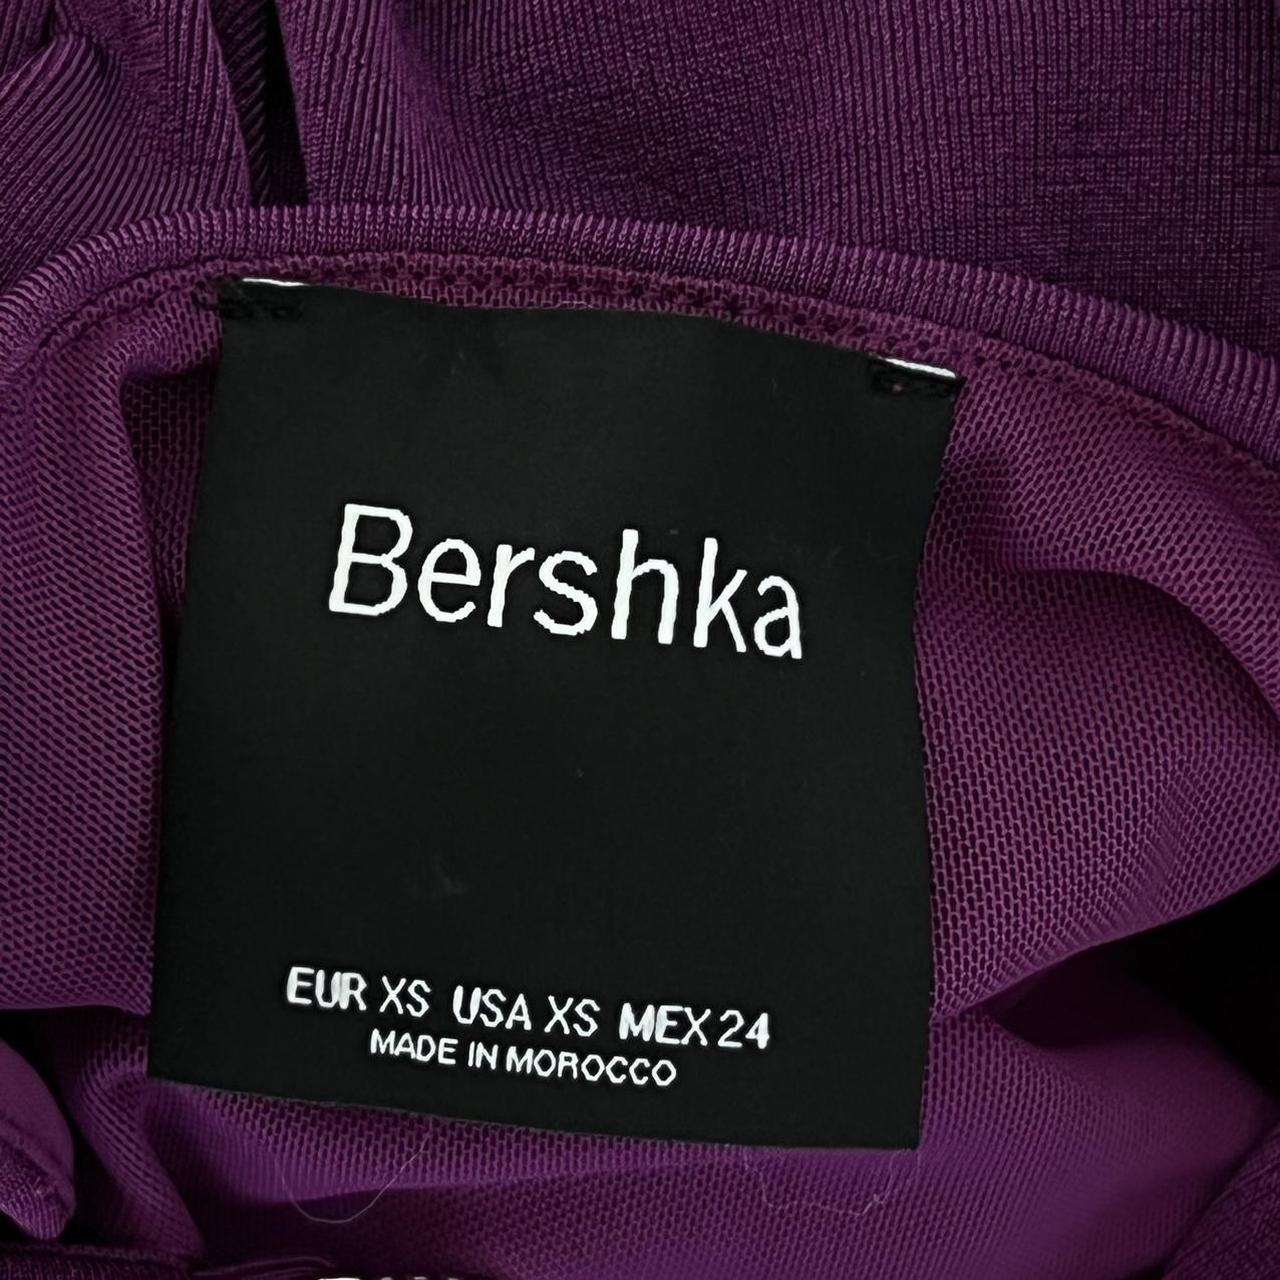 Bershka
EUR XS USA XS MEX 24
MADE IN MOROCCO